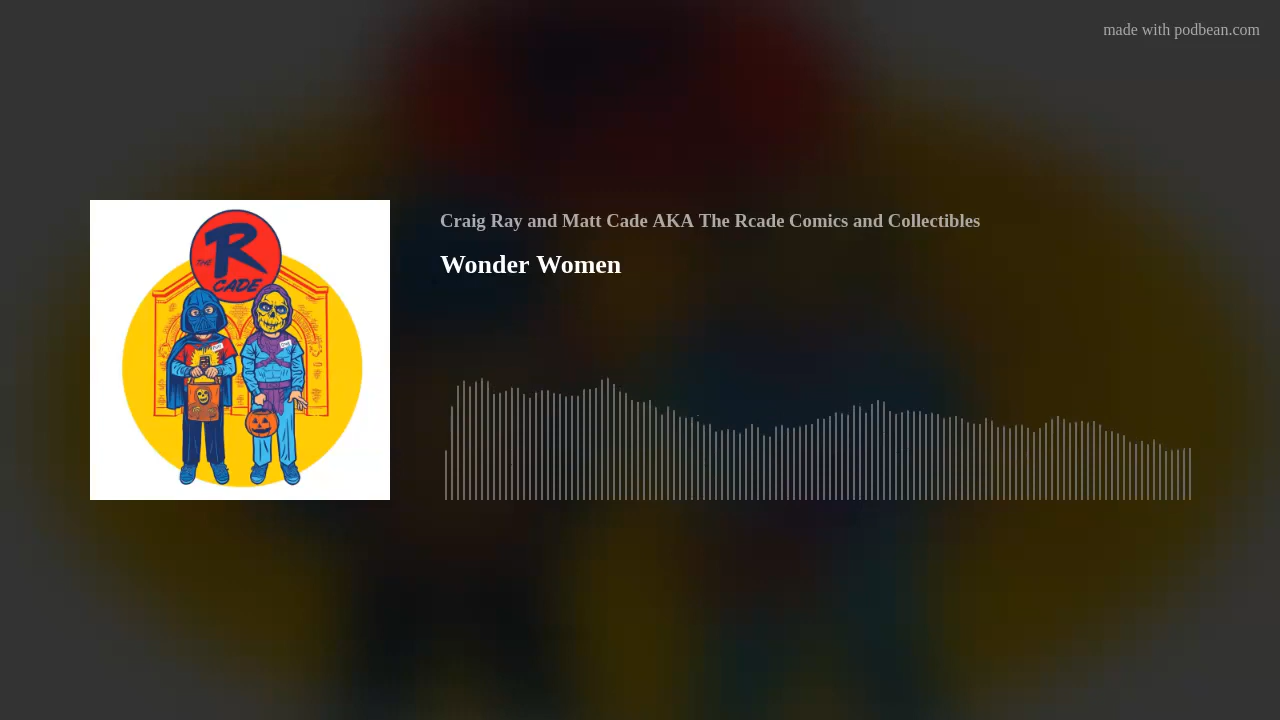 made with podbean.com
Craig Ray and Matt Cade AKA The Rcade Comics and Collectibles
Wonder Women
THE
R
CADE